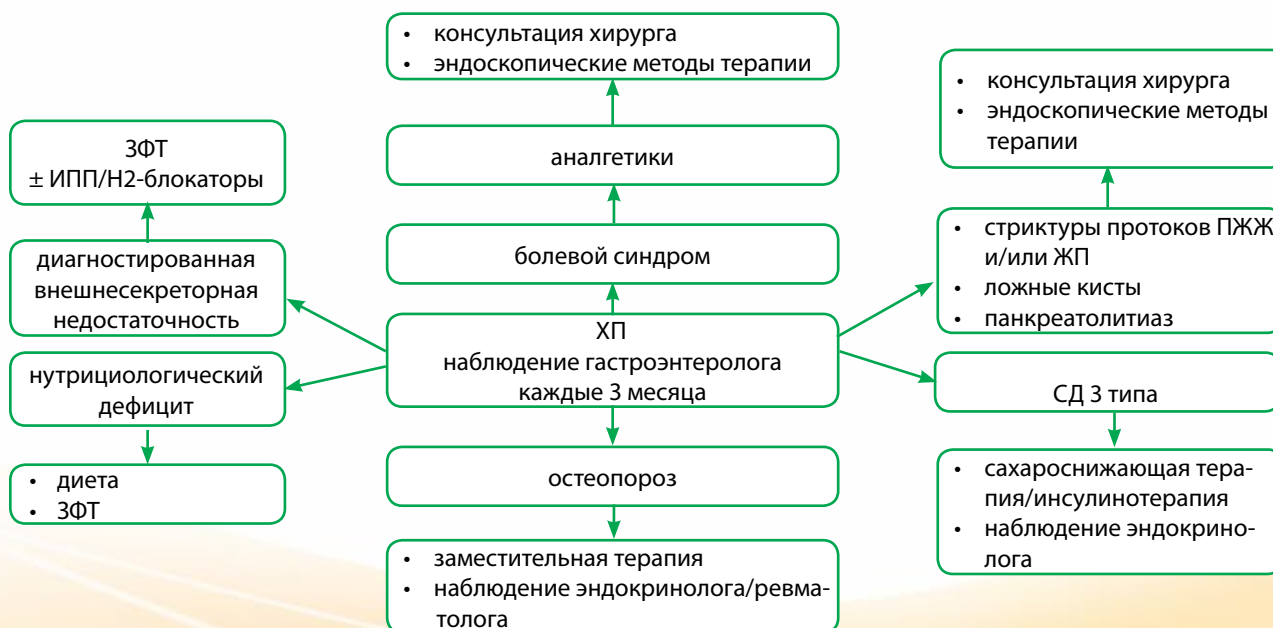 • консультация хирурга
• эндоскопические методы терапии
• консультация хирурга
• эндоскопические методы
терапии
ЗФТ
± ИПП/Н2-блокаторы
аналгетики
диагностированная
внешнесекреторная
недостаточность
болевой синдром
• стриктуры протоков ПЖЖ
и/или ЖП
• ложные кисты
• панкреатолитиаз
ХП
наблюдение гастроэнтеролога
каждые 3 месяца
нутрициологический
дефицит
СД 3 типа
• диета
• ЗФТ
остеопороз
• сахароснижающая тера-
пия/инсулинотерапия
• наблюдение эндокрино-
лога
• заместительная терапия
• наблюдение эндокринолога/ревма-
толога